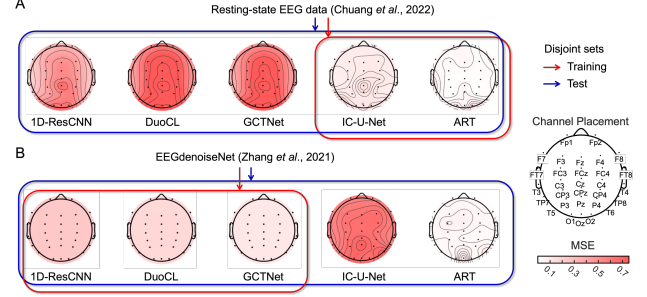 A
Resting-state EEG data (Chuang et al., 2022)
1D-ResCNN
DuoCL
GCTNet
IC-U-Net
ART
Disjoint sets
Training
Test
B
EEGdenoiseNet (Zhang et al., 2021)
1D-ResCNN
DuoCL
GCTNet
IC-U-Net
ART
Channel Placement
Fp1 Fp2
F7 F3 Fz F4 F8
FT7 FC3 FCz FC4 FT8
T3 C3 Cz C4 T4
TP7 CP3 CPz CP4 TP8
T5 P3 Pz P4 T6
O1 Oz O2
MSE
0.1 0.3 0.5 0.7